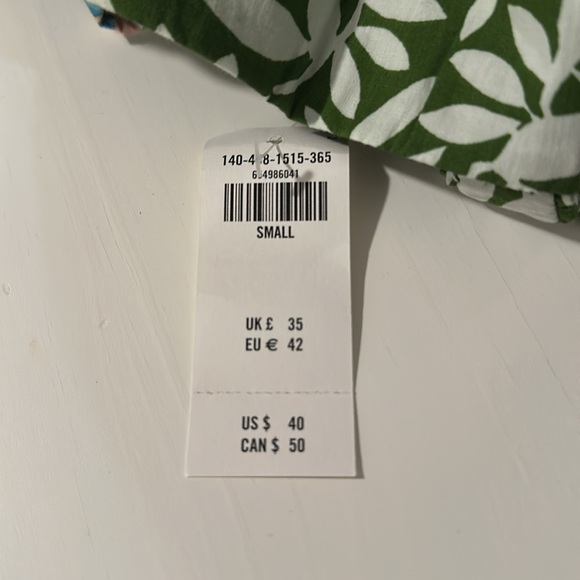 SMALL
UK £ 35
EU € 42
US $ 40
CAN $ 50